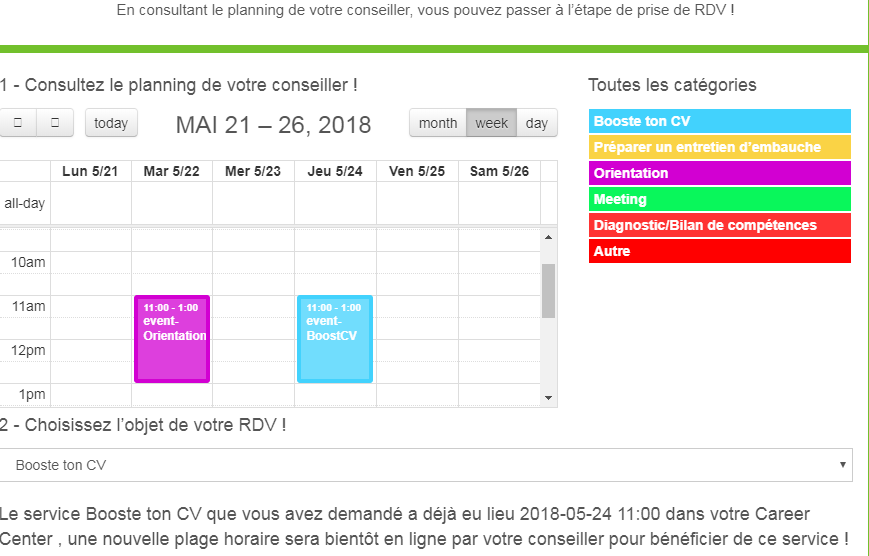 En consultant le planning de votre conseiller, vous pouvez passer à l’étape de prise de RDV !
1 - Consultez le planning de votre conseiller !
today
MAI 21 – 26, 2018
month week day
Lun 5/21 Mar 5/22 Mer 5/23 Jeu 5/24 Ven 5/25 Sam 5/26
all-day
10am
11am
12pm
1pm
11:00 - 1:00
event-
Orientation
11:00 - 1:00
event-
BoostCV
Toutes les catégories
Booste ton CV
Préparer un entretien d’embauche
Orientation
Meeting
Diagnostic/Bilan de compétences
Autre
2 - Choisissez l’objet de votre RDV !
Booste ton CV
Le service Booste ton CV que vous avez demandé a déjà eu lieu 2018-05-24 11:00 dans votre Career
Center , une nouvelle plage horaire sera bientôt en ligne par votre conseiller pour bénéficier de ce service !